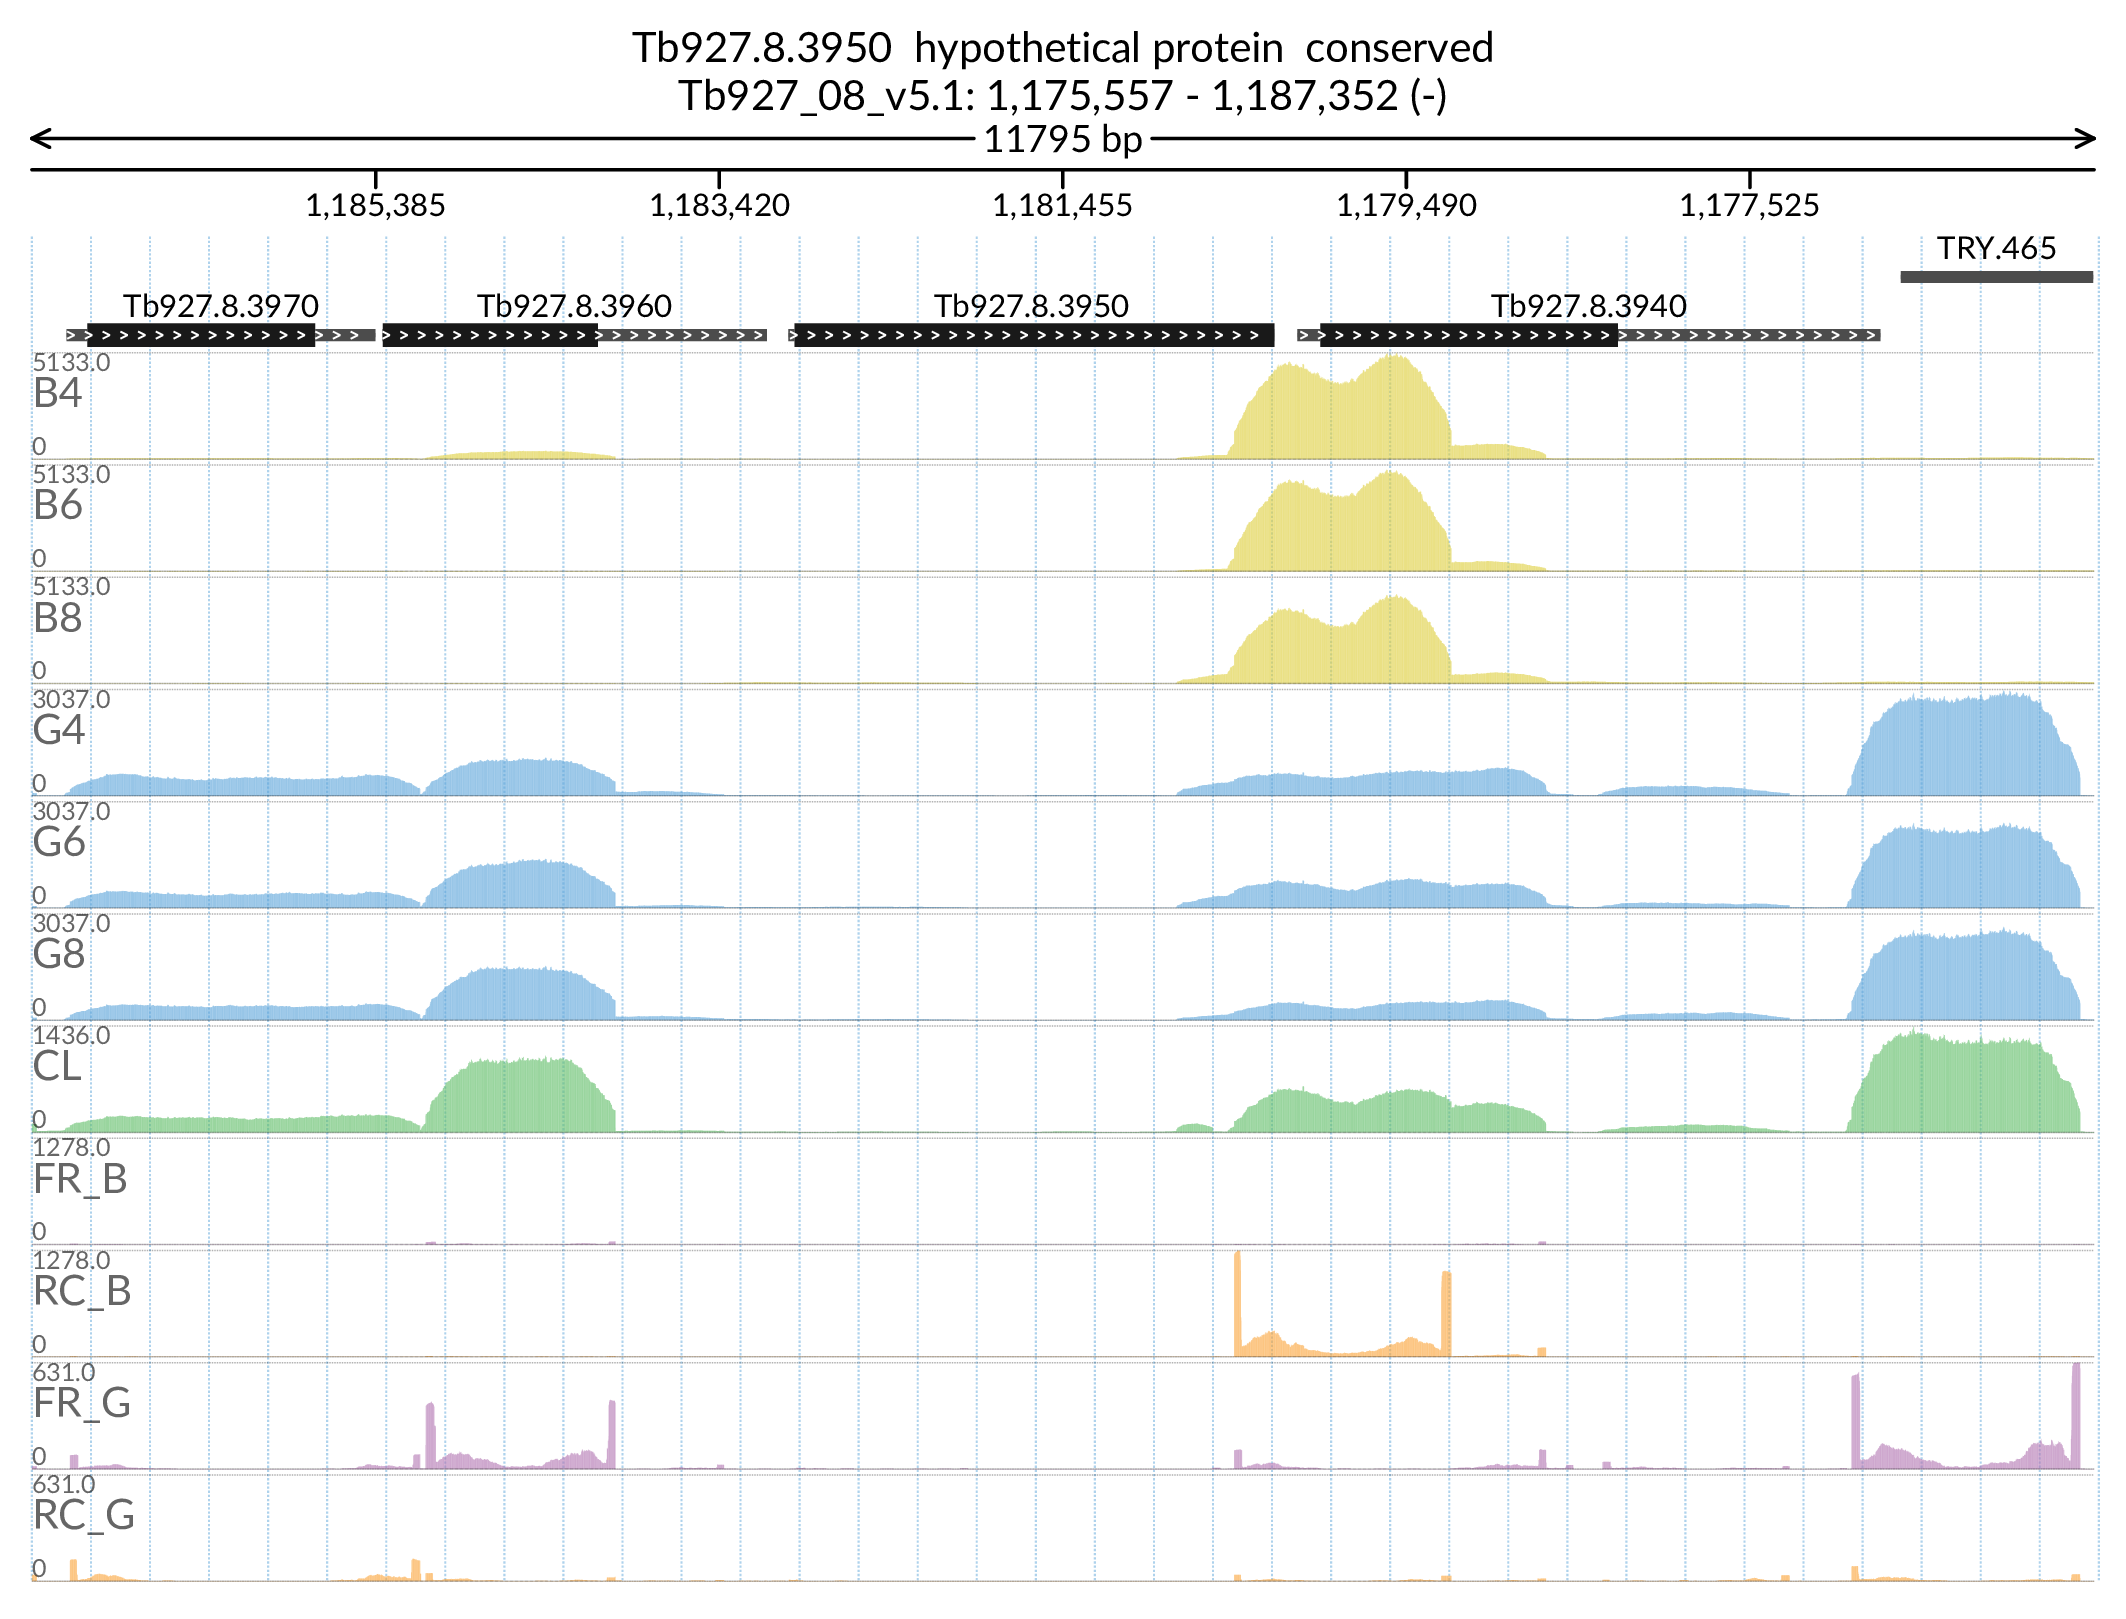 Tb927.8.3950  hypothetical protein  conserved
Tb927_08_v5.1: 1,175,557 - 1,187,352 (-)
11795 bp
1,185,385 1,183,420 1,181,455 1,179,490 1,177,525
TRY.465
Tb927.8.3970 Tb927.8.3960 Tb927.8.3950 Tb927.8.3940
5133.0
B4
0
5133.0
B6
0
5133.0
B8
0
3037.0
G4
0
3037.0
G6
0
3037.0
G8
0
1436.0
CL
0
1278.0
FR_B
0
1278.0
RC_B
0
631.0
FR_G
0
631.0
RC_G
0